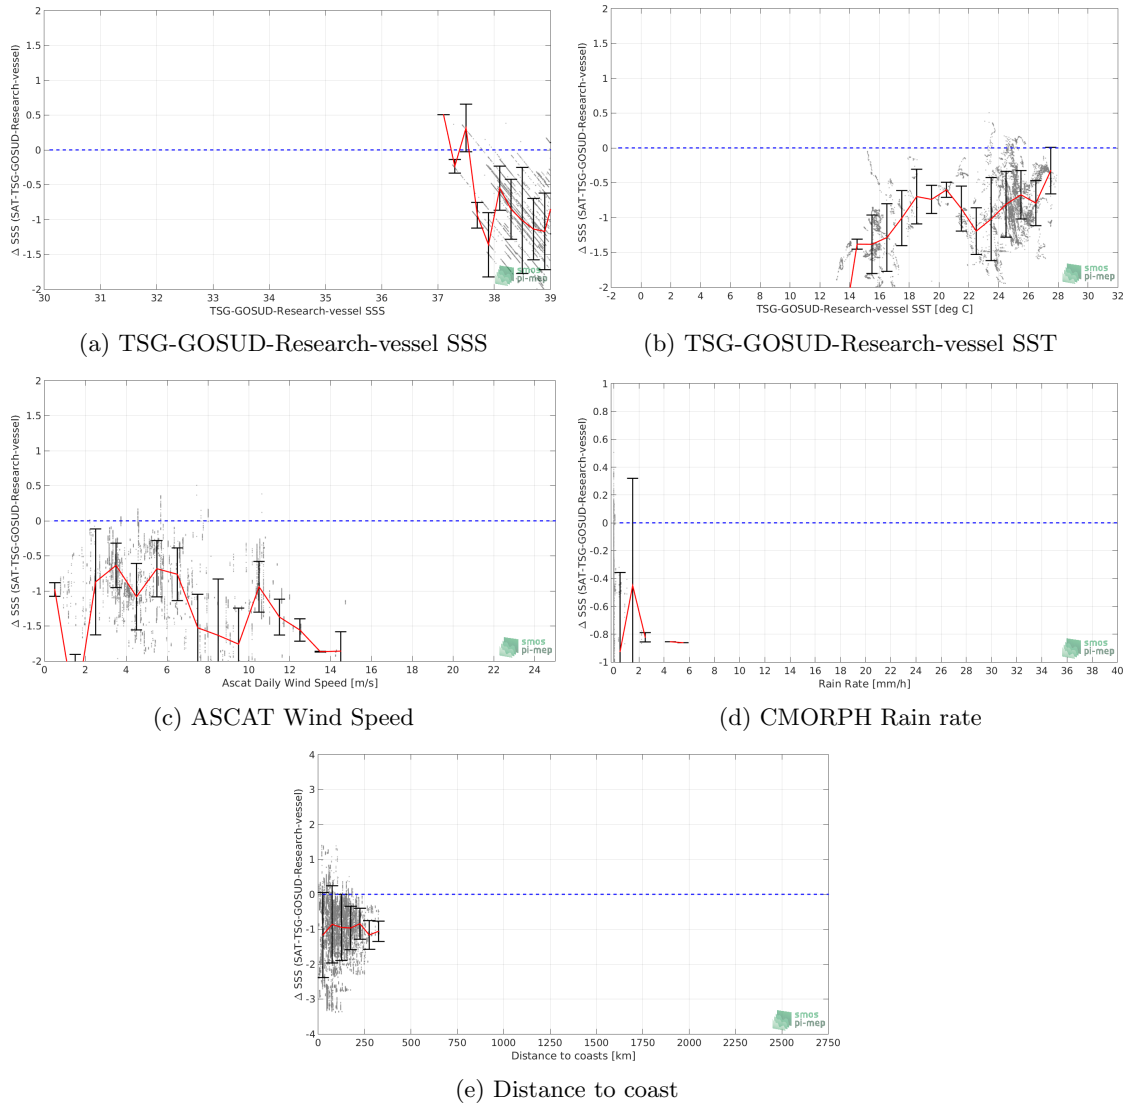 2
1.5
1
0.5
0
-0.5
-1
-1.5
-2
Δ SSS (SAT-TSG-GOSUD-Research-vessel)
30 31 32 33 34 35 36 37 38 39
TSG-GOSUD-Research-vessel SSS
smos
pi-mep
(a) TSG-GOSUD-Research-vessel SSS
2
1.5
1
0.5
0
-0.5
-1
-1.5
-2
Δ SSS (SAT-TSG-GOSUD-Research-vessel)
-2 0 2 4 6 8 10 12 14 16 18 20 22 24 26 28 30 32
TSG-GOSUD-Research-vessel SST [deg C]
smos
pi-mep
(b) TSG-GOSUD-Research-vessel SST
2
1.5
1
0.5
0
-0.5
-1
-1.5
-2
Δ SSS (SAT-TSG-GOSUD-Research-vessel)
0 2 4 6 8 10 12 14 16 18 20 22 24
Ascat Daily Wind Speed [m/s]
smos
pi-mep
(c) ASCAT Wind Speed
1
0.8
0.6
0.4
0.2
0
-0.2
-0.4
-0.6
-0.8
-1
Δ SSS (SAT-TSG-GOSUD-Research-vessel)
0 2 4 6 8 10 12 14 16 18 20 22 24 26 28 30 32 34 36 38 40
Rain Rate [mm/h]
smos
pi-mep
(d) CMORPH Rain rate
4
3
2
1
0
-1
-2
-3
-4
Δ SSS (SAT-TSG-GOSUD-Research-vessel)
0 250 500 750 1000 1250 1500 1750 2000 2250 2500 2750
Distance to coasts [km]
smos
pi-mep
(e) Distance to coast